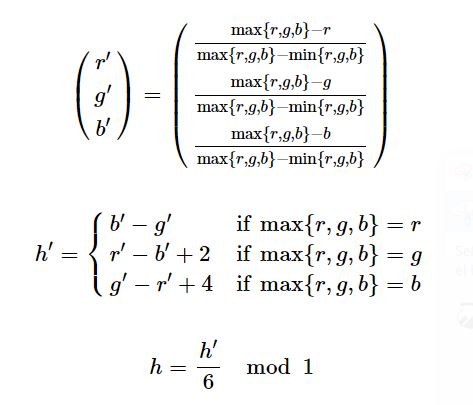 (r′ g′ b′) = ( max{r,g,b}−r / max{r,g,b}−min{r,g,b}
max{r,g,b}−g / max{r,g,b}−min{r,g,b}
max{r,g,b}−b / max{r,g,b}−min{r,g,b} )
h′ = { b′ − g′ if max{r, g, b} = r
r′ − b′ + 2 if max{r, g, b} = g
g′ − r′ + 4 if max{r, g, b} = b
h = h′ / 6 mod 1